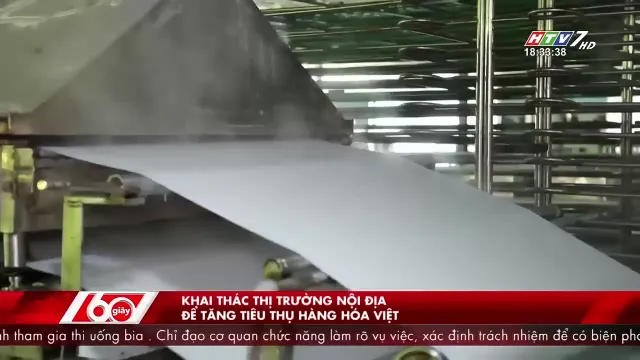 HTV7 HD
18:33:38
60 giây
KHAI THÁC THỊ TRƯỜNG NỘI ĐỊA
ĐỂ TĂNG TIÊU THỤ HÀNG HÓA VIỆT
tham gia thi uống bia . Chỉ đạo cơ quan chức năng làm rõ vụ việc, xác định trách nhiệm để có biện